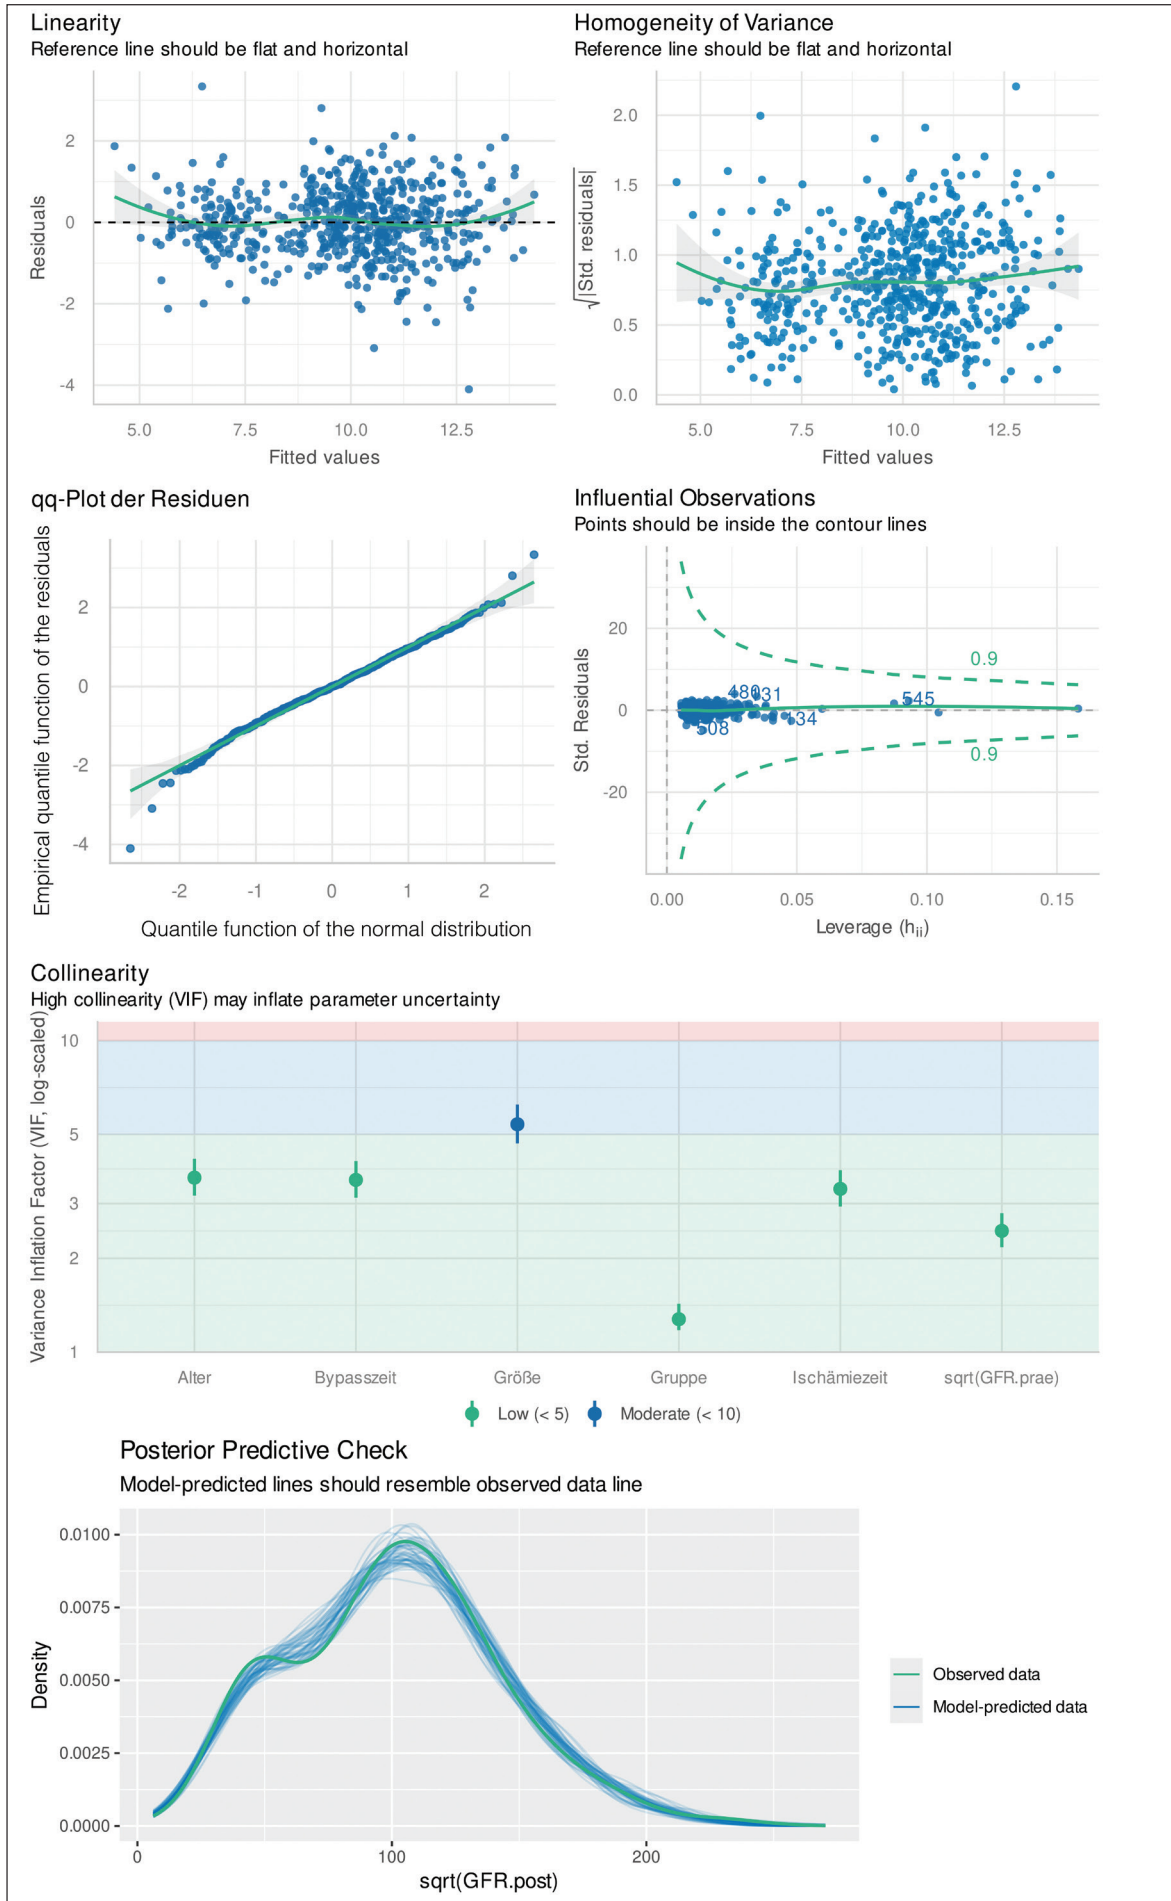 Linearity
Reference line should be flat and horizontal
Residuals
2
0
-2
-4
5.0 7.5 10.0 12.5
Fitted values
Homogeneity of Variance
Reference line should be flat and horizontal
√|Std. residuals|
2.0
1.5
1.0
0.5
0.0
5.0 7.5 10.0 12.5
Fitted values
qq-Plot der Residuen
Empirical quantile function of the residuals
2
0
-2
-4
-2 -1 0 1 2
Quantile function of the normal distribution
Influential Observations
Points should be inside the contour lines
Std. Residuals
20
0
-20
0.9
480 31
545
134
508
0.9
0.00 0.05 0.10 0.15
Leverage (hii)
Collinearity
High collinearity (VIF) may inflate parameter uncertainty
Variance Inflation Factor (VIF, log-scaled)
10
5
3
2
1
Alter Bypasszeit Größe Gruppe Ischämiezeit sqrt(GFR.prae)
Low (< 5) Moderate (< 10)
Posterior Predictive Check
Model-predicted lines should resemble observed data line
Density
0.0100
0.0075
0.0050
0.0025
0.0000
0 100 200
sqrt(GFR.post)
Observed data
Model-predicted data